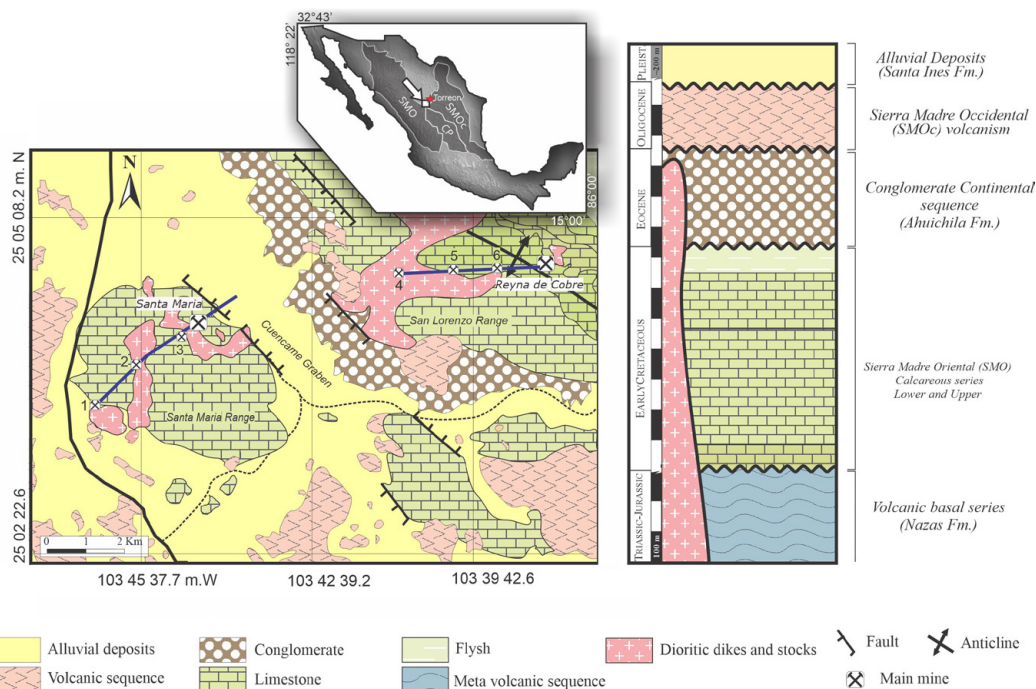 32°43'
118° 22'
Torreon
SMO
SMOc
CP
86°00'
15°00'
N
25 05 08.2 m. N
25 02 22.6
Santa Maria
1
2
3
Santa Maria Range
Cuencame Graben
4
5
6
Reyna de Cobre
San Lorenzo Range
0 1 2 Km
103 45 37.7 m.W
103 42 39.2
103 39 42.6
PLEIST
~200 m
OLIGOCENE
EOCENE
EARLY CRETACEOUS
TRIASSIC-JURASSIC
100 m
Alluvial Deposits
(Santa Ines Fm.)
Sierra Madre Occidental
(SMOc) volcanism
Conglomerate Continental
sequence
(Ahuichila Fm.)
Sierra Madre Oriental (SMO)
Calcareous series
Lower and Upper
Volcanic basal series
(Nazas Fm.)
Alluvial deposits
Conglomerate
Flysh
Dioritic dikes and stocks
Fault
Anticline
Volcanic sequence
Limestone
Meta volcanic sequence
Main mine